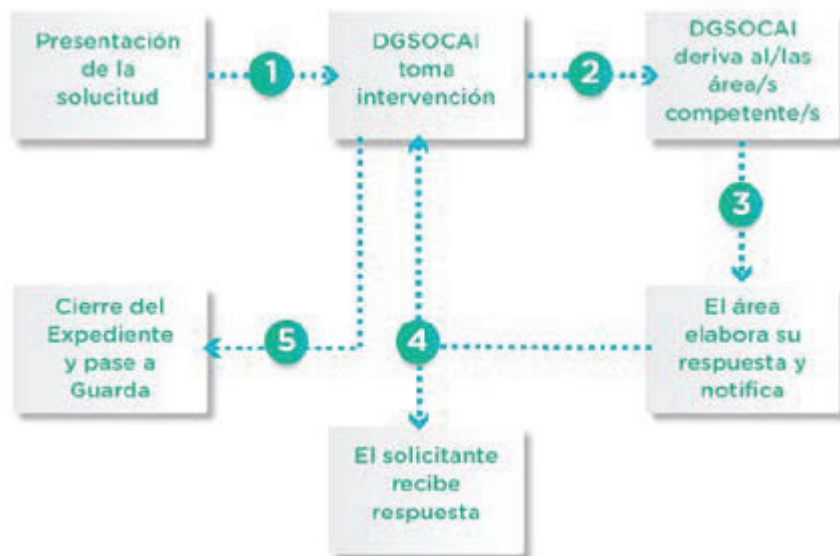 Presentación
de la
solucitud
1
DGSOCAI
toma
intervención
2
DGSOCAI
deriva al/las
área/s
competente/s
3
El área
elabora su
respuesta y
notifica
4
El solicitante
recibe
respuesta
5
Cierre del
Expediente
y pase a
Guarda